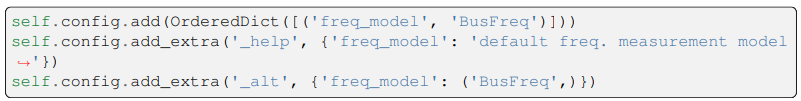 self.config.add(OrderedDict([('freq_model', 'BusFreq')]))
self.config.add_extra('_help', {'freq_model': 'default freq. measurement model
↪'})
self.config.add_extra('_alt', {'freq_model': ('BusFreq',)})